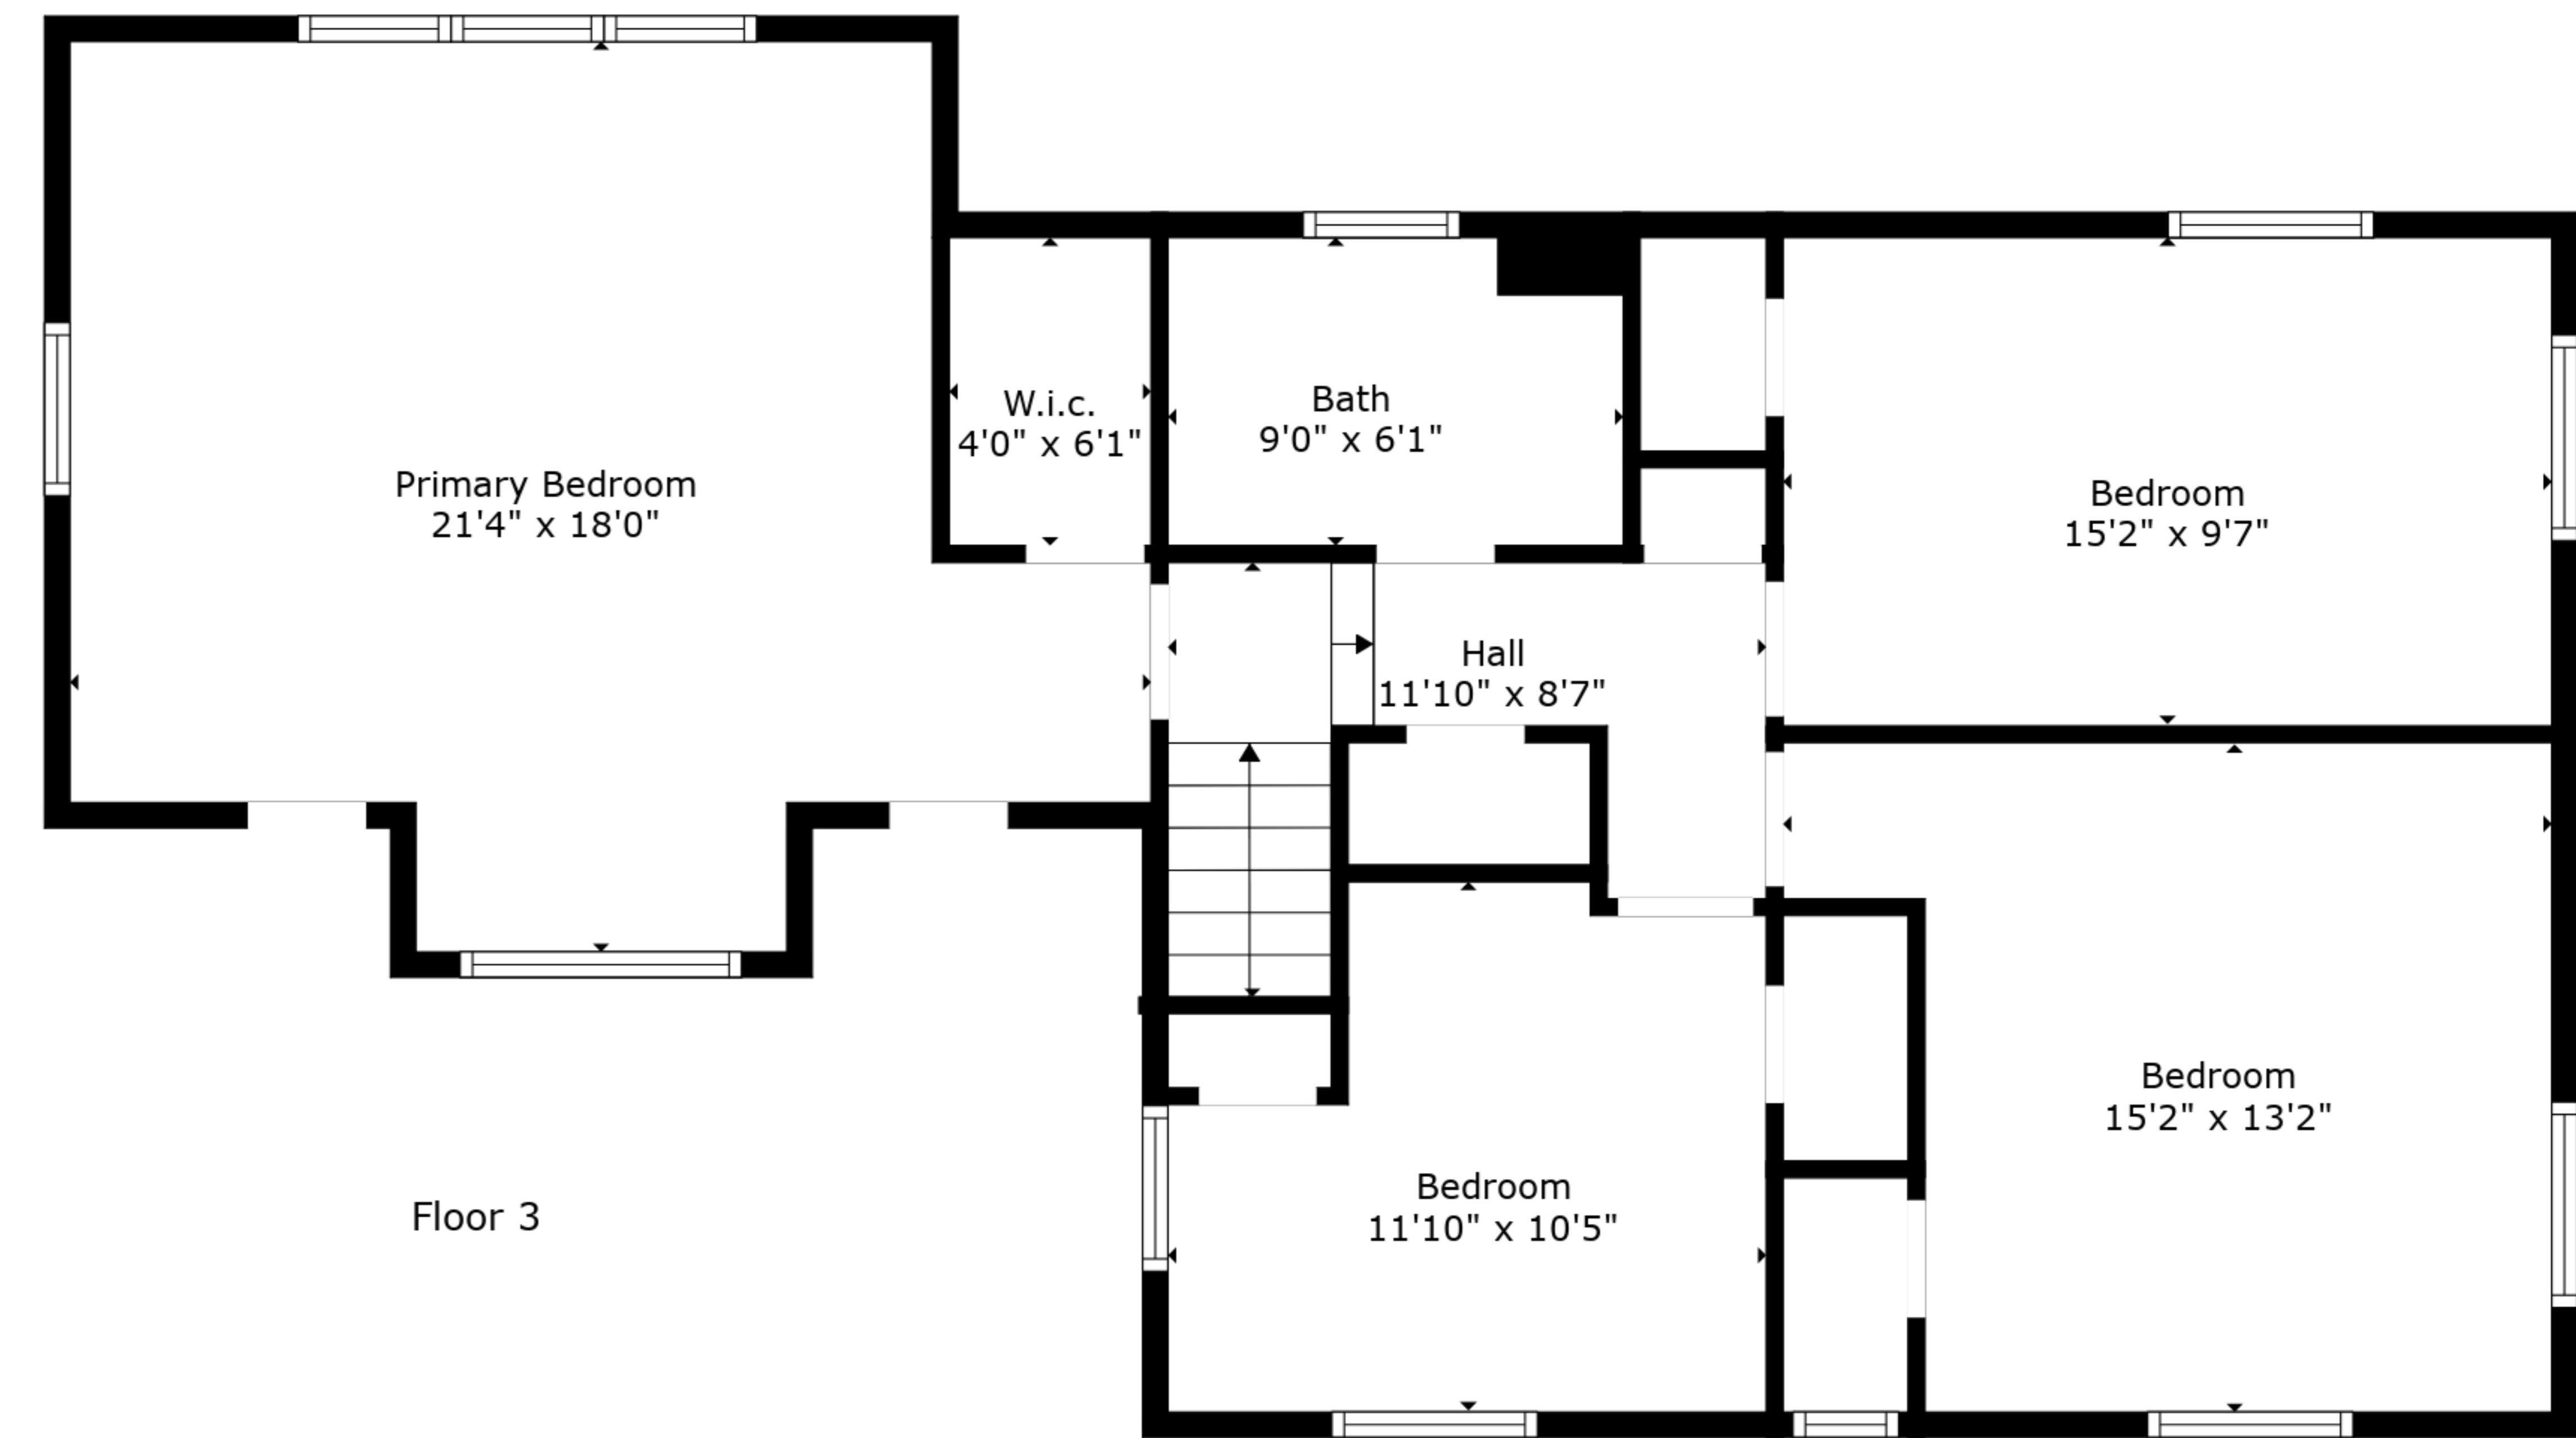 Primary Bedroom
21'4" x 18'0"
W.i.c.
4'0" x 6'1"
Bath
9'0" x 6'1"
Bedroom
15'2" x 9'7"
Hall
11'10" x 8'7"
Bedroom
15'2" x 13'2"
Bedroom
11'10" x 10'5"
Floor 3